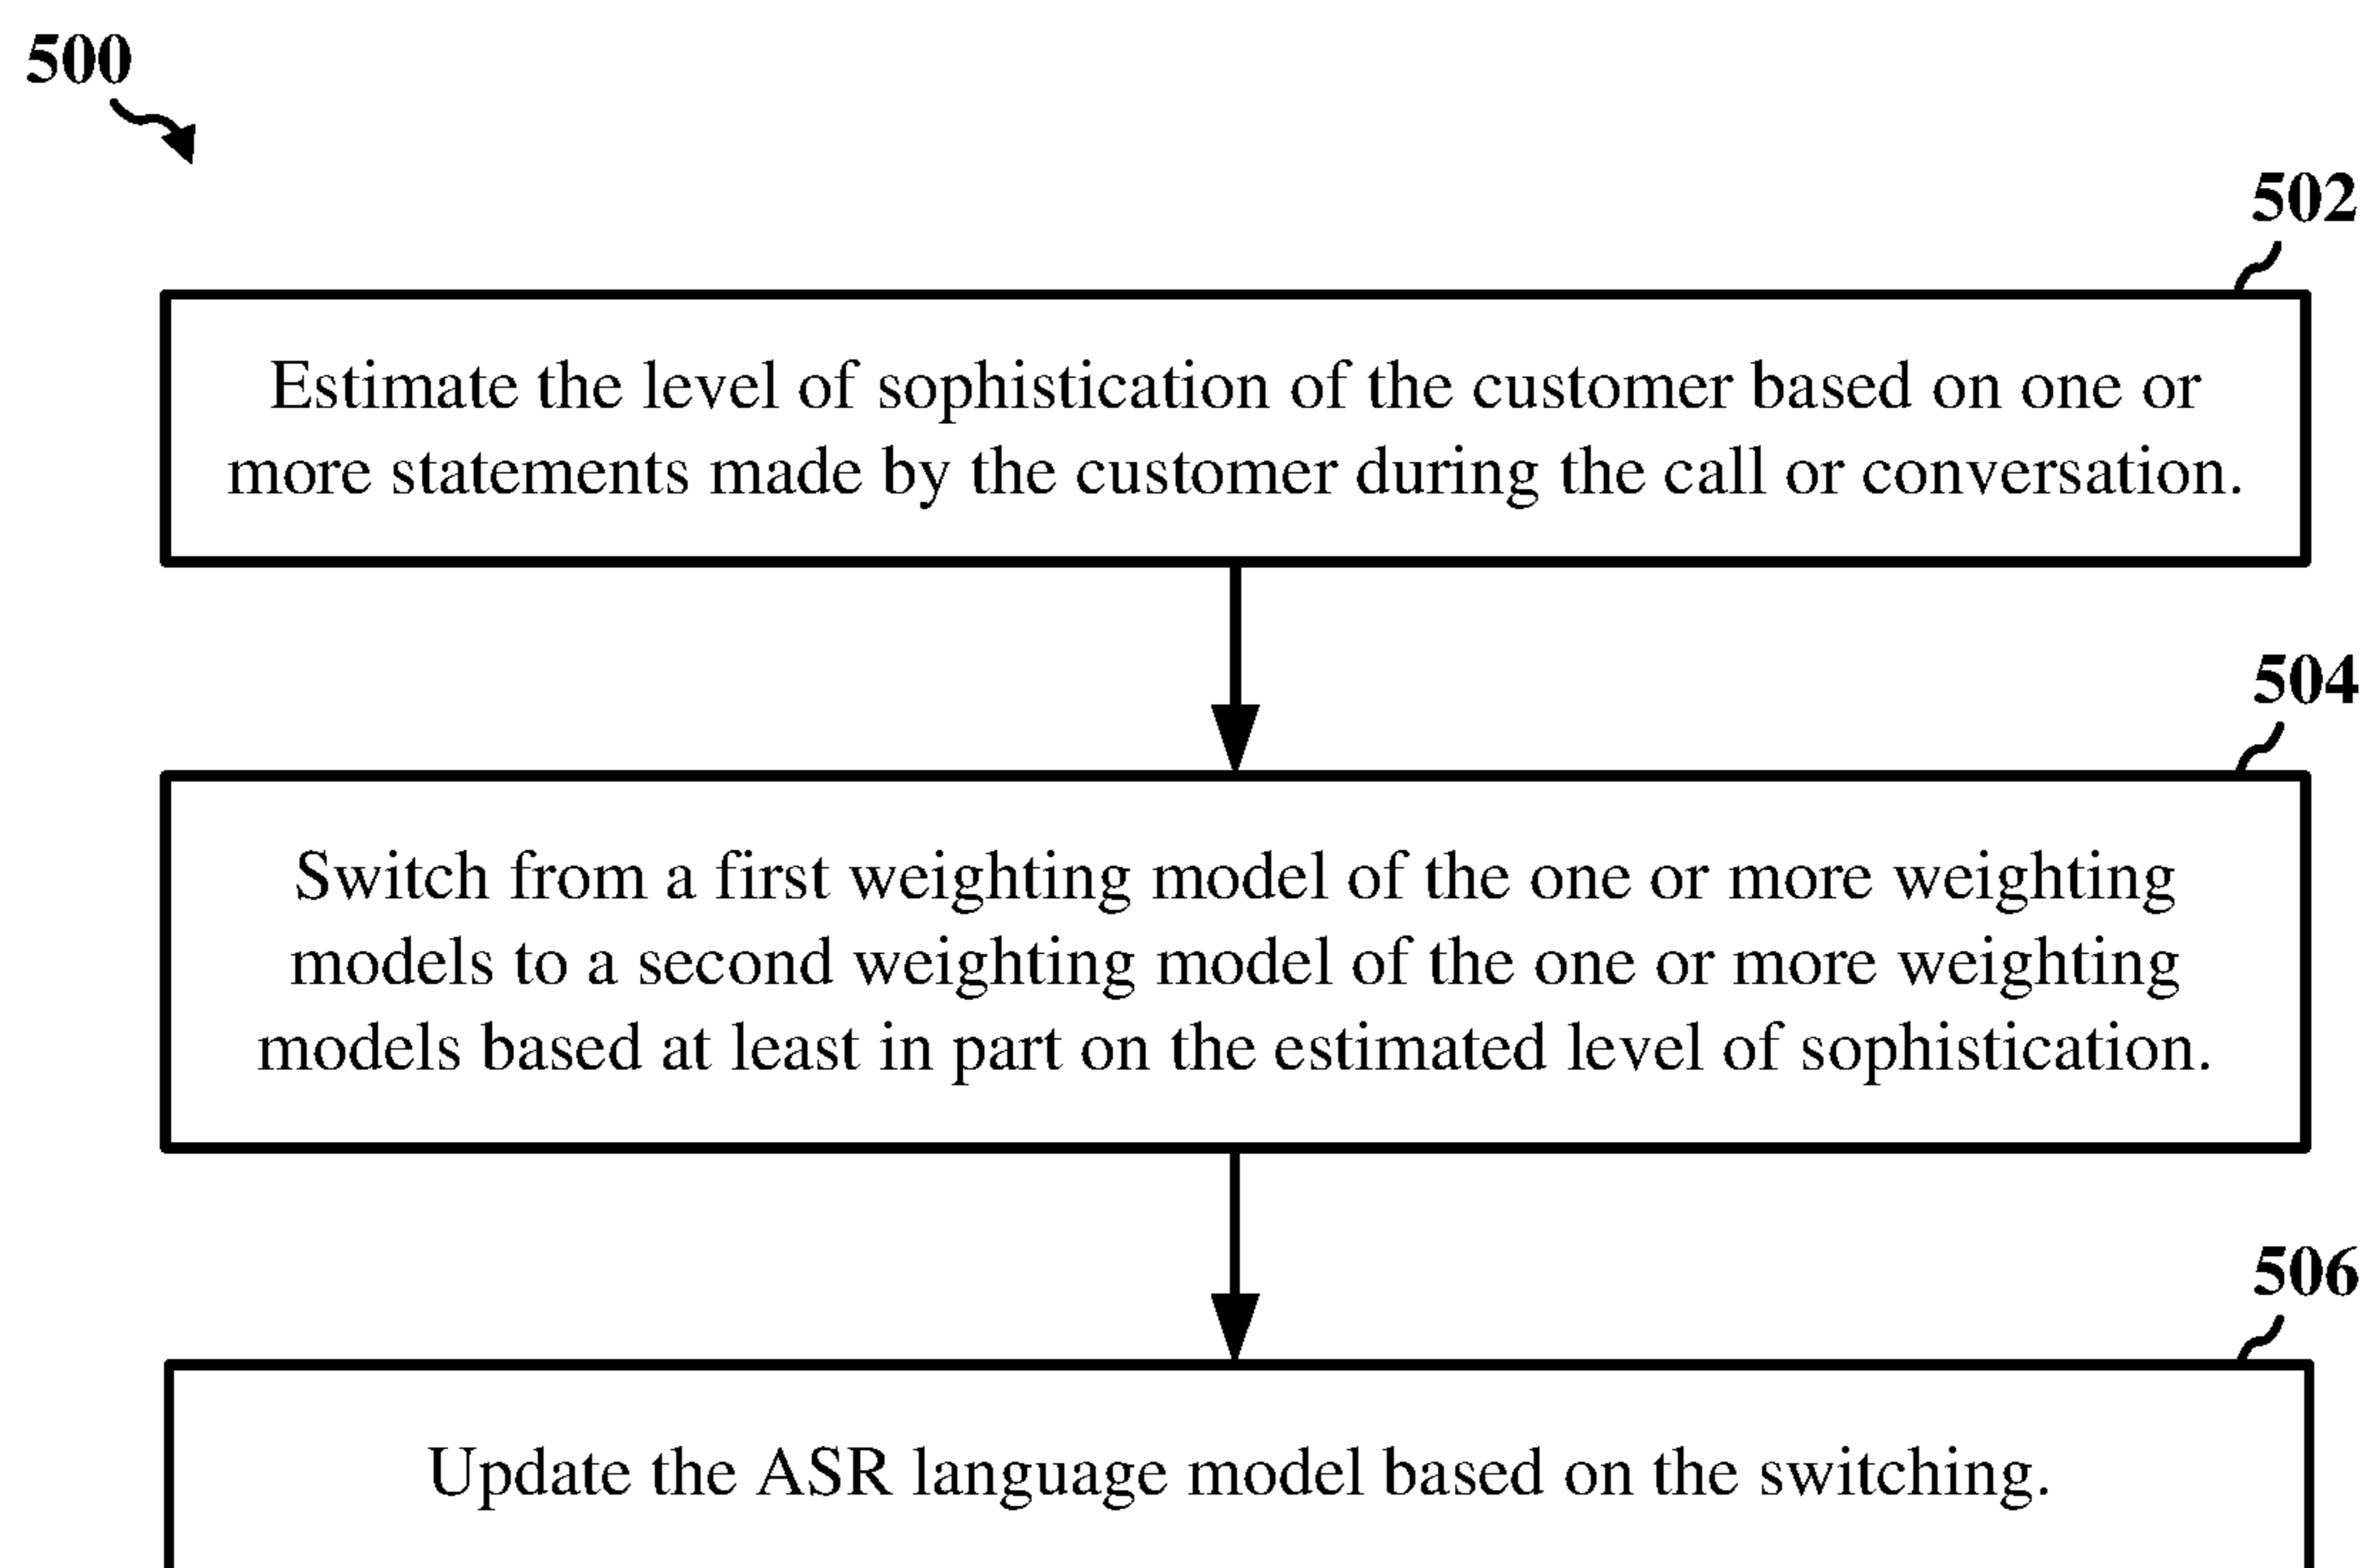 500
502
Estimate the level of sophistication of the customer based on one or
more statements made by the customer during the call or conversation.
504
Switch from a first weighting model of the one or more weighting
models to a second weighting model of the one or more weighting
models based at least in part on the estimated level of sophistication.
506
Update the ASR language model based on the switching.